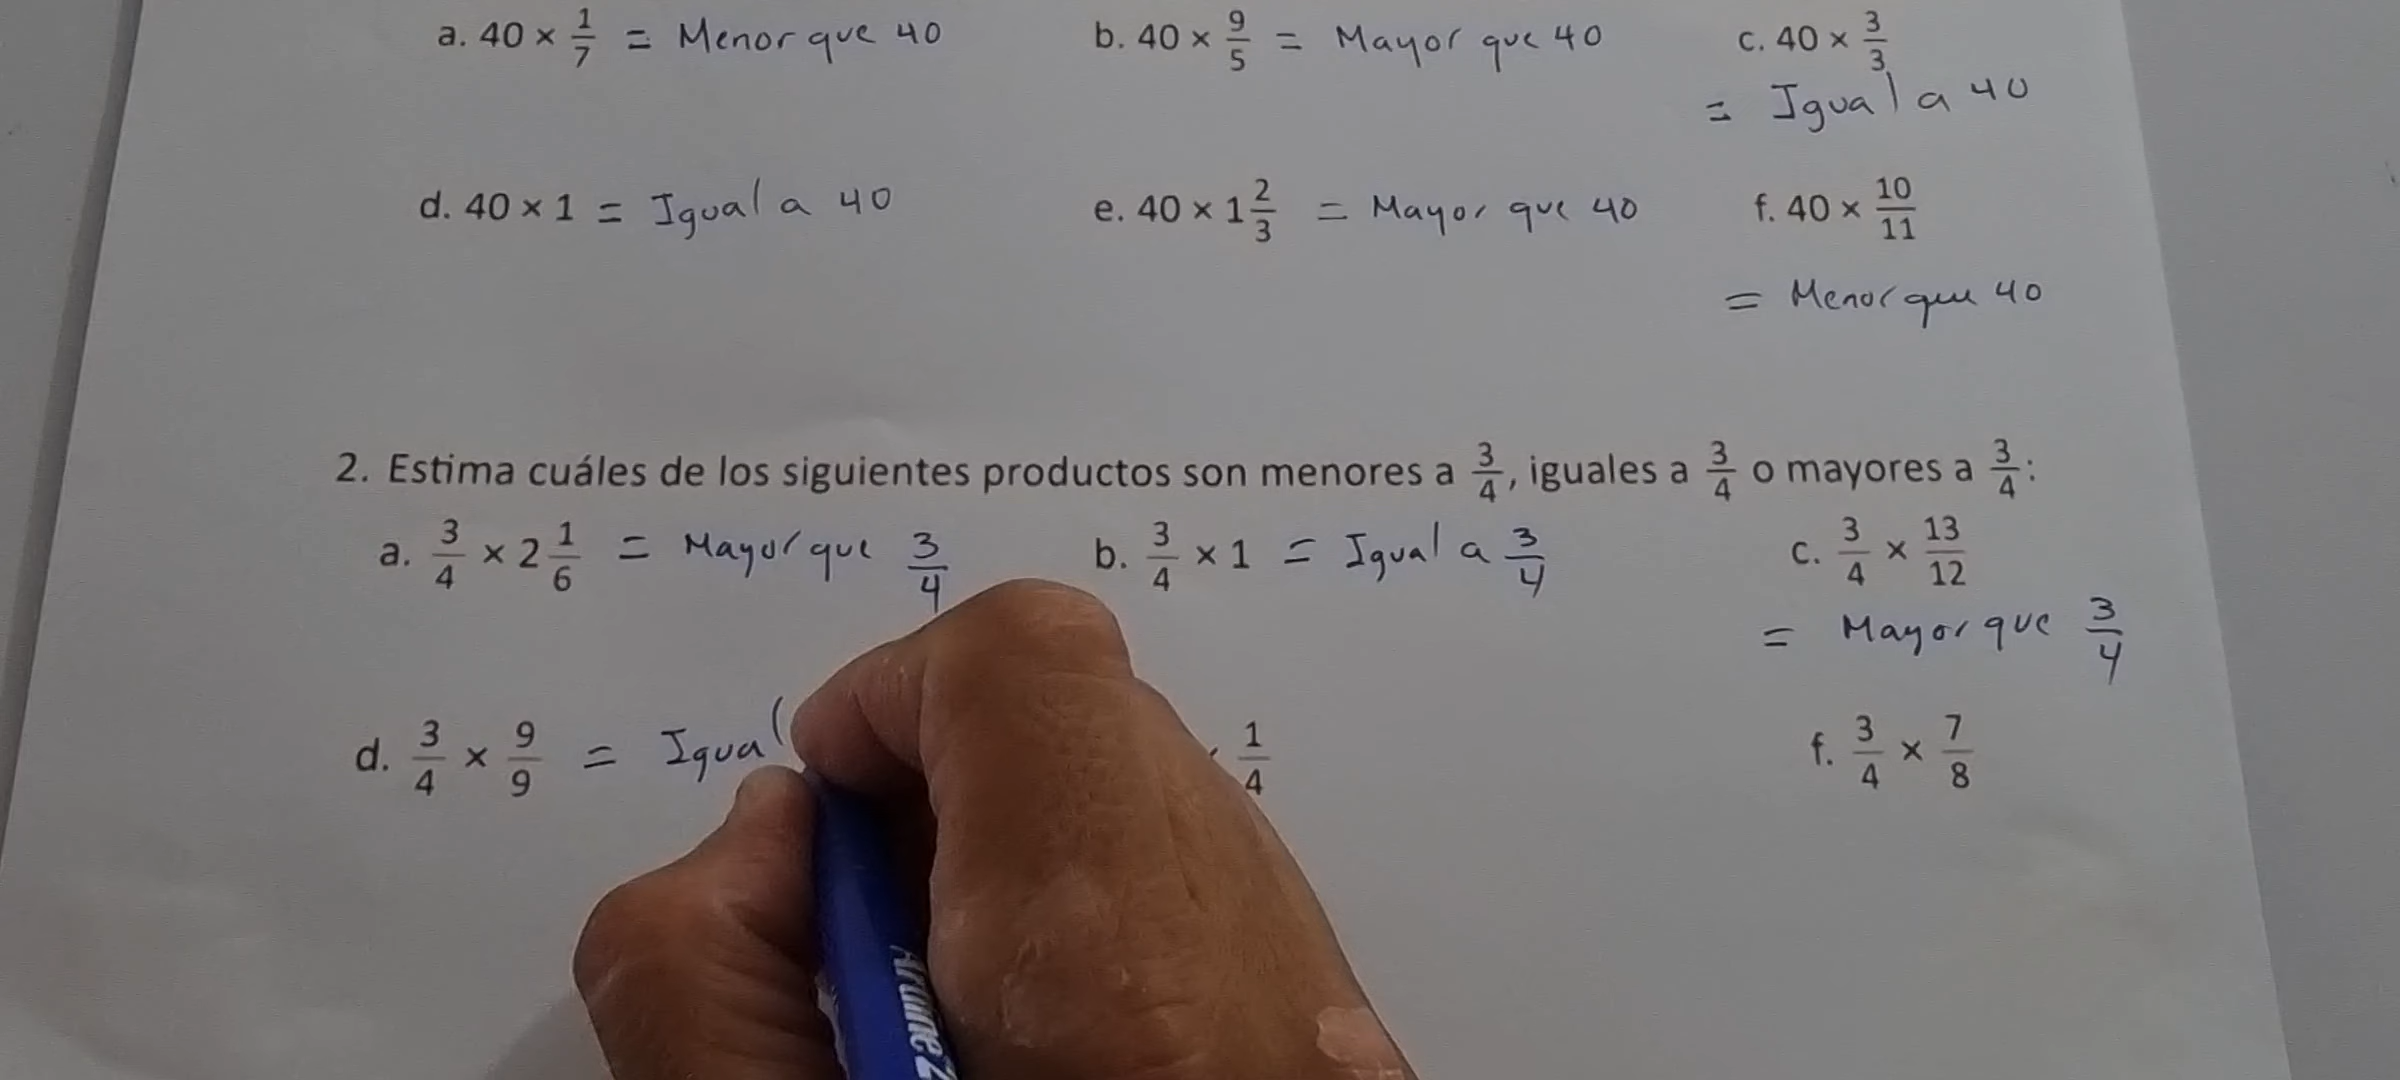 a. 40 × 1/7 = Menor que 40
b. 40 × 9/5 = Mayor que 40
c. 40 × 3/3
= Igual a 40
d. 40 × 1 = Igual a 40
e. 40 × 1 2/3 = Mayor que 40
f. 40 × 10/11
= Menor que 40
2. Estima cuáles de los siguientes productos son menores a 3/4, iguales a 3/4 o mayores a 3/4:
a. 3/4 × 2 1/6 = Mayor que 3/4
b. 3/4 × 1 = Igual a 3/4
c. 3/4 × 13/12
= Mayor que 3/4
d. 3/4 × 9/9 = Igual
1/4
f. 3/4 × 7/8